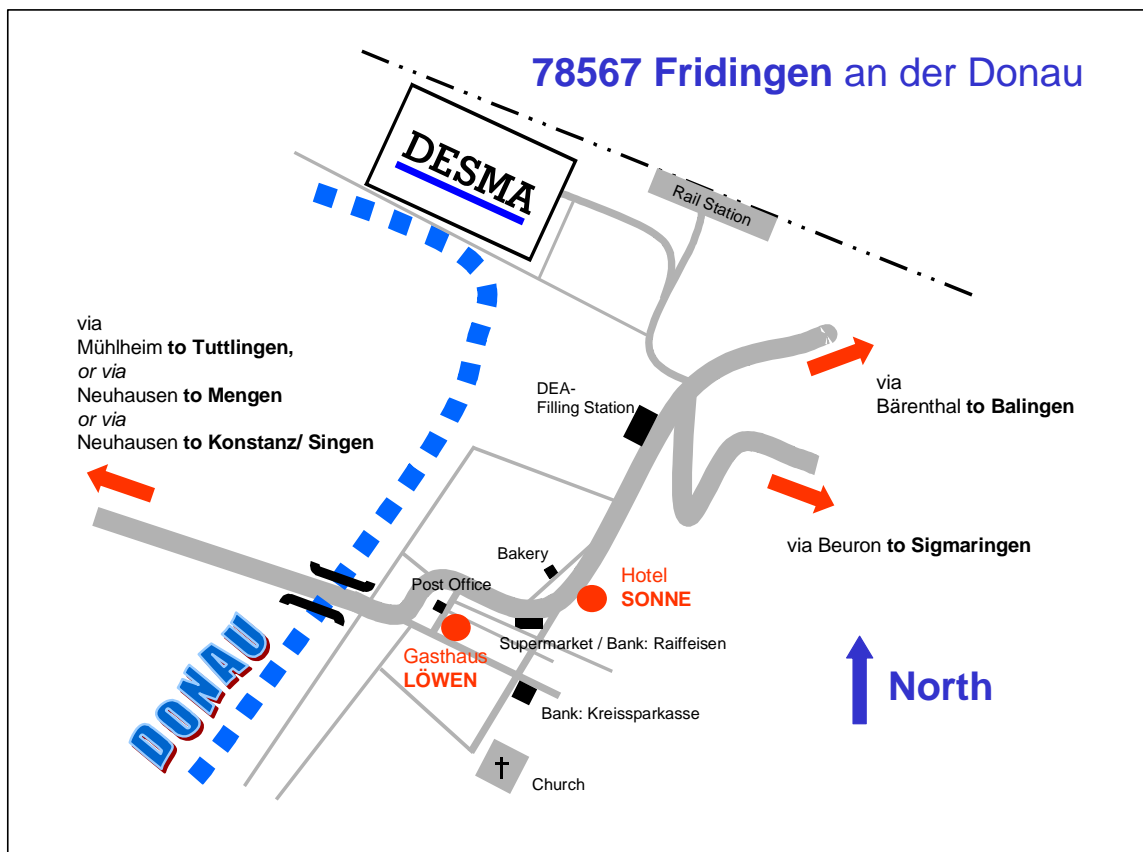 78567 Fridingen an der Donau
DESMA
Rail Station
via
Mühlheim to Tuttlingen,
or via
Neuhausen to Mengen
or via
Neuhausen to Konstanz/ Singen
DEA-
Filling Station
via
Bärenthal to Balingen
via Beuron to Sigmaringen
Bakery
Post Office
Hotel
SONNE
Supermarket / Bank: Raiffeisen
Gasthaus
LÖWEN
Bank: Kreissparkasse
DONAU
North
Church